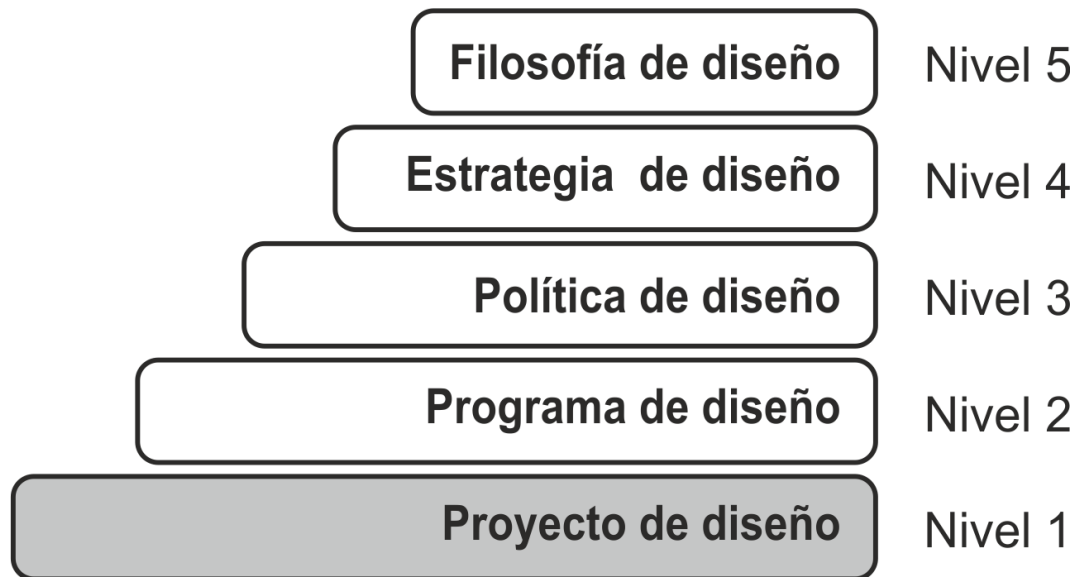 Filosofía de diseño Nivel 5
Estrategia de diseño Nivel 4
Política de diseño Nivel 3
Programa de diseño Nivel 2
Proyecto de diseño Nivel 1